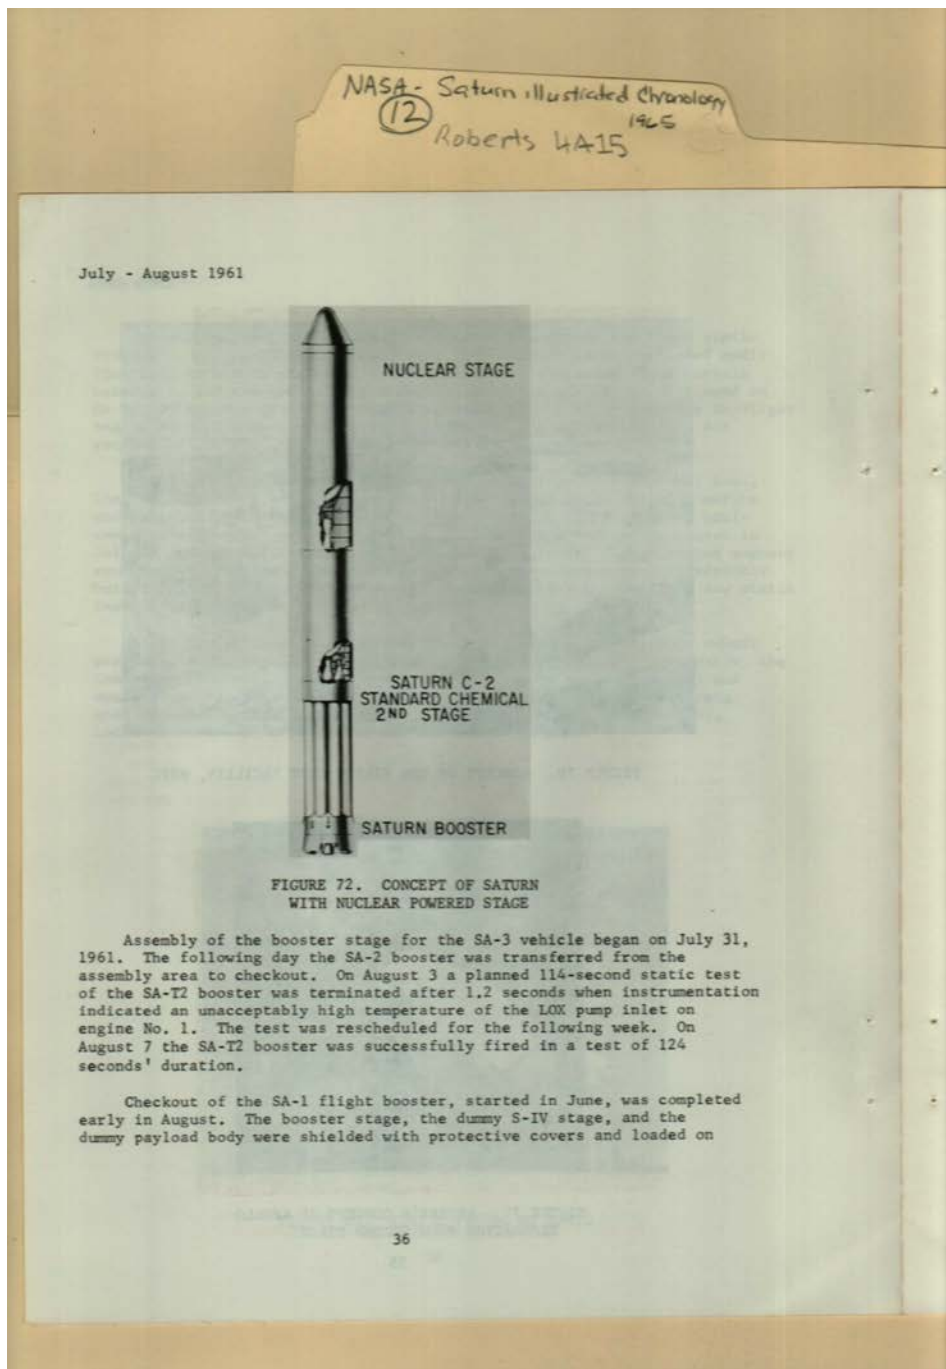 NASA - Saturn illustrated Chronology
12
1965
Roberts 4A15
July - August 1961
NUCLEAR STAGE
SATURN C-2
STANDARD CHEMICAL
2ND STAGE
SATURN BOOSTER
FIGURE 72. CONCEPT OF SATURN
WITH NUCLEAR POWERED STAGE
Assembly of the booster stage for the SA-3 vehicle began on July 31,
1961. The following day the SA-2 booster was transferred from the
assembly area to checkout. On August 3 a planned 114-second static test
of the SA-T2 booster was terminated after 1.2 seconds when instrumentation
indicated an unacceptably high temperature of the LOX pump inlet on
engine No. 1. The test was rescheduled for the following week. On
August 7 the SA-T2 booster was successfully fired in a test of 124
seconds' duration.
Checkout of the SA-1 flight booster, started in June, was completed
early in August. The booster stage, the dummy S-IV stage, and the
dummy payload body were shielded with protective covers and loaded on
36